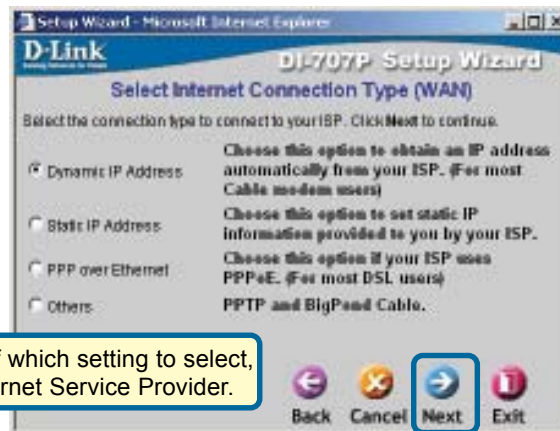 Setup Wizard - Microsoft Internet Explorer
D-Link
Building Networks for People
DI-707P Setup Wizard
Select Internet Connection Type (WAN)
Select the connection type to connect to your ISP. Click Next to continue.
Dynamic IP Address
Choose this option to obtain an IP address
automatically from your ISP. (For most
Cable modem users)
Static IP Address
Choose this option to set static IP
information provided to you by your ISP.
PPP over Ethernet
Choose this option if your ISP uses
PPPoE. (For most DSL users)
Others
PPTP and BigPond Cable.
which setting to select,
rnet Service Provider.
Back Cancel Next Exit